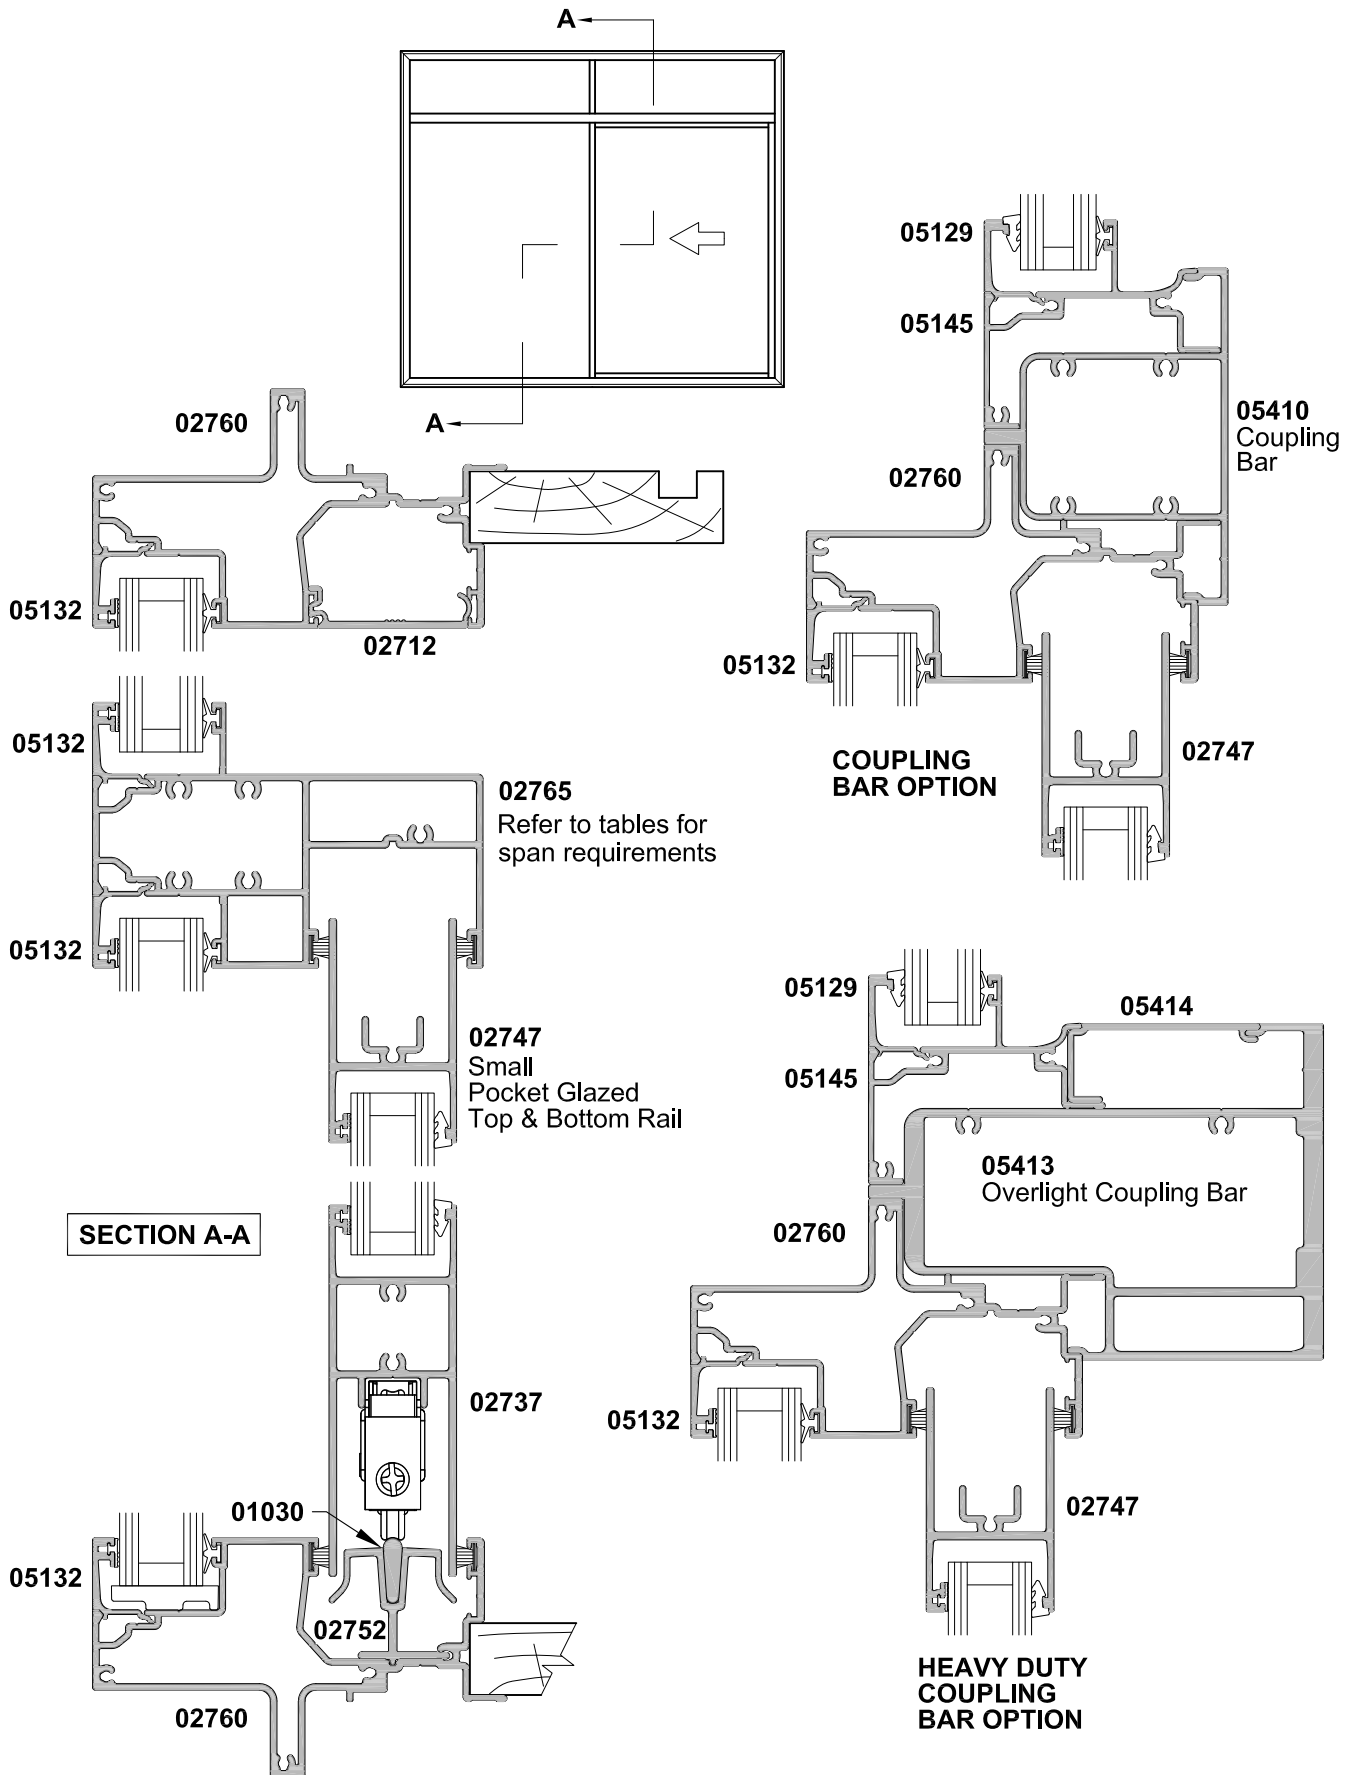 A
A
02760
05132
02712
05132
02765
Refer to tables for
span requirements
05132
02747
Small
Pocket Glazed
Top & Bottom Rail
SECTION A-A
02737
01030
05132
02752
02760
05129
05145
05410
Coupling
Bar
02760
05132
02747
COUPLING
BAR OPTION
05129
05414
05145
05413
Overlight Coupling Bar
02760
05132
02747
HEAVY DUTY
COUPLING
BAR OPTION